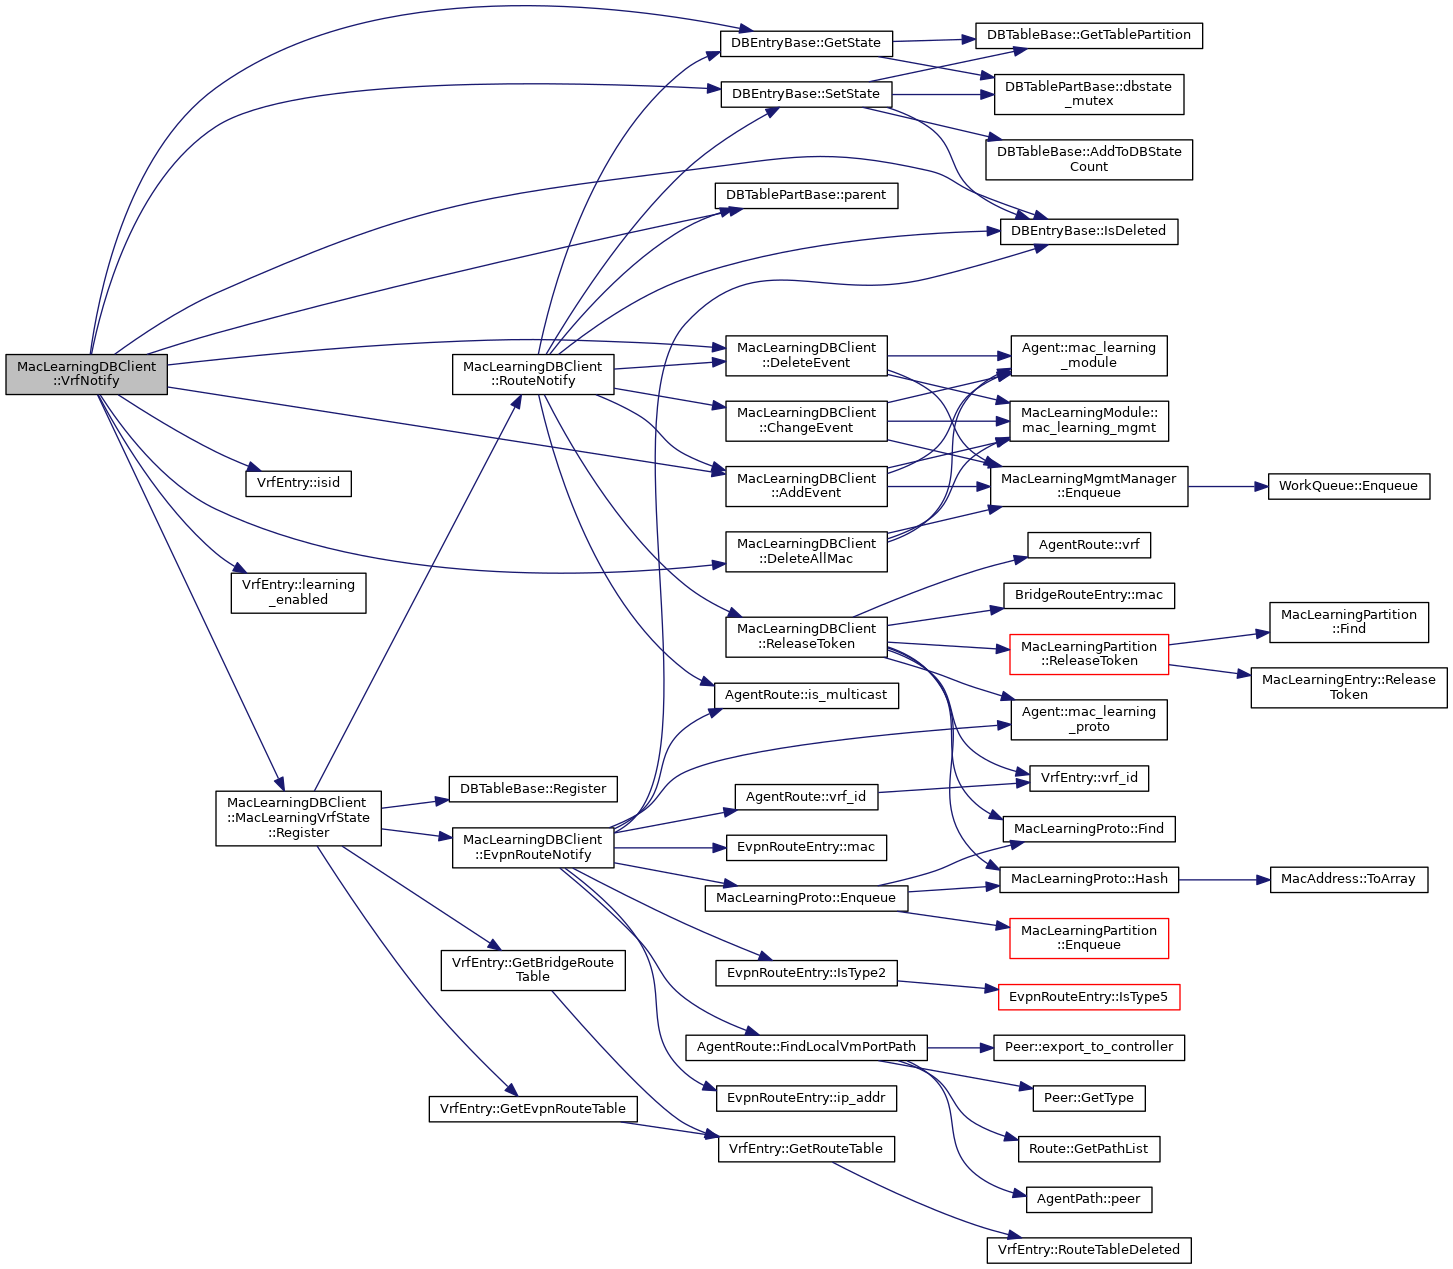 MacLearningDBClient
::VrfNotify
VrfEntry::isid
VrfEntry::learning
_enabled
MacLearningDBClient
::MacLearningVrfState
::Register
MacLearningDBClient
::RouteNotify
DBTableBase::Register
MacLearningDBClient
::EvpnRouteNotify
VrfEntry::GetBridgeRoute
Table
VrfEntry::GetEvpnRouteTable
DBEntryBase::GetState
DBEntryBase::SetState
DBTablePartBase::parent
MacLearningDBClient
::DeleteEvent
MacLearningDBClient
::ChangeEvent
MacLearningDBClient
::AddEvent
MacLearningDBClient
::DeleteAllMac
MacLearningDBClient
::ReleaseToken
AgentRoute::is_multicast
AgentRoute::vrf_id
EvpnRouteEntry::mac
MacLearningProto::Enqueue
EvpnRouteEntry::IsType2
AgentRoute::FindLocalVmPortPath
EvpnRouteEntry::ip_addr
VrfEntry::GetRouteTable
DBTableBase::GetTablePartition
DBTablePartBase::dbstate
_mutex
DBTableBase::AddToDBState
Count
DBEntryBase::IsDeleted
Agent::mac_learning
_module
MacLearningModule::
mac_learning_mgmt
MacLearningMgmtManager
::Enqueue
AgentRoute::vrf
BridgeRouteEntry::mac
MacLearningPartition
::ReleaseToken
Agent::mac_learning
_proto
VrfEntry::vrf_id
MacLearningProto::Find
MacLearningProto::Hash
MacLearningPartition
::Enqueue
EvpnRouteEntry::IsType5
Peer::export_to_controller
Peer::GetType
Route::GetPathList
AgentPath::peer
VrfEntry::RouteTableDeleted
WorkQueue::Enqueue
MacLearningPartition
::Find
MacLearningEntry::Release
Token
MacAddress::ToArray